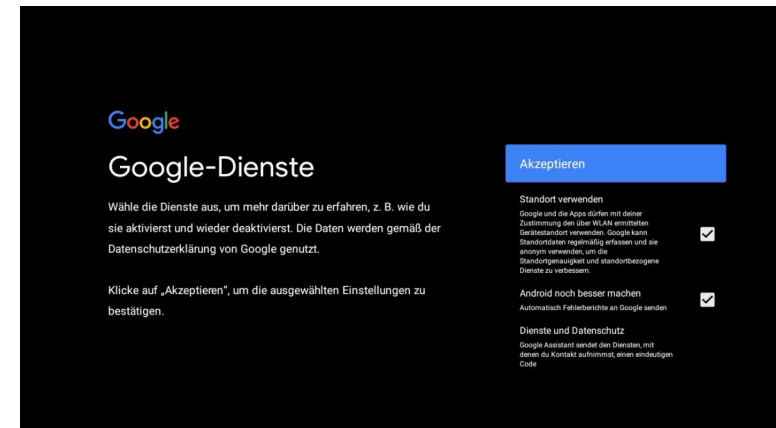 Google
Google-Dienste
Wähle die Dienste aus, um mehr darüber zu erfahren, z. B. wie du
sie aktivierst und wieder deaktivierst. Die Daten werden gemäß der
Datenschutzerklärung von Google genutzt.
Klicke auf „Akzeptieren", um die ausgewählten Einstellungen zu
bestätigen.
Akzeptieren
Standort verwenden
Google und die Apps dürfen mit deiner
Zustimmung den über WLAN ermittelten
Gerätestandort verwenden. Google kann
Standortdaten regelmäßig erfassen und sie
anonym verwenden, um die
Standortgenauigkeit und standortbezogene
Dienste zu verbessern.
Android noch besser machen
Automatisch Fehlerberichte an Google senden
Dienste und Datenschutz
Google Assistant sendet den Diensten, mit
denen du Kontakt aufnimmst, einen eindeutigen
Code